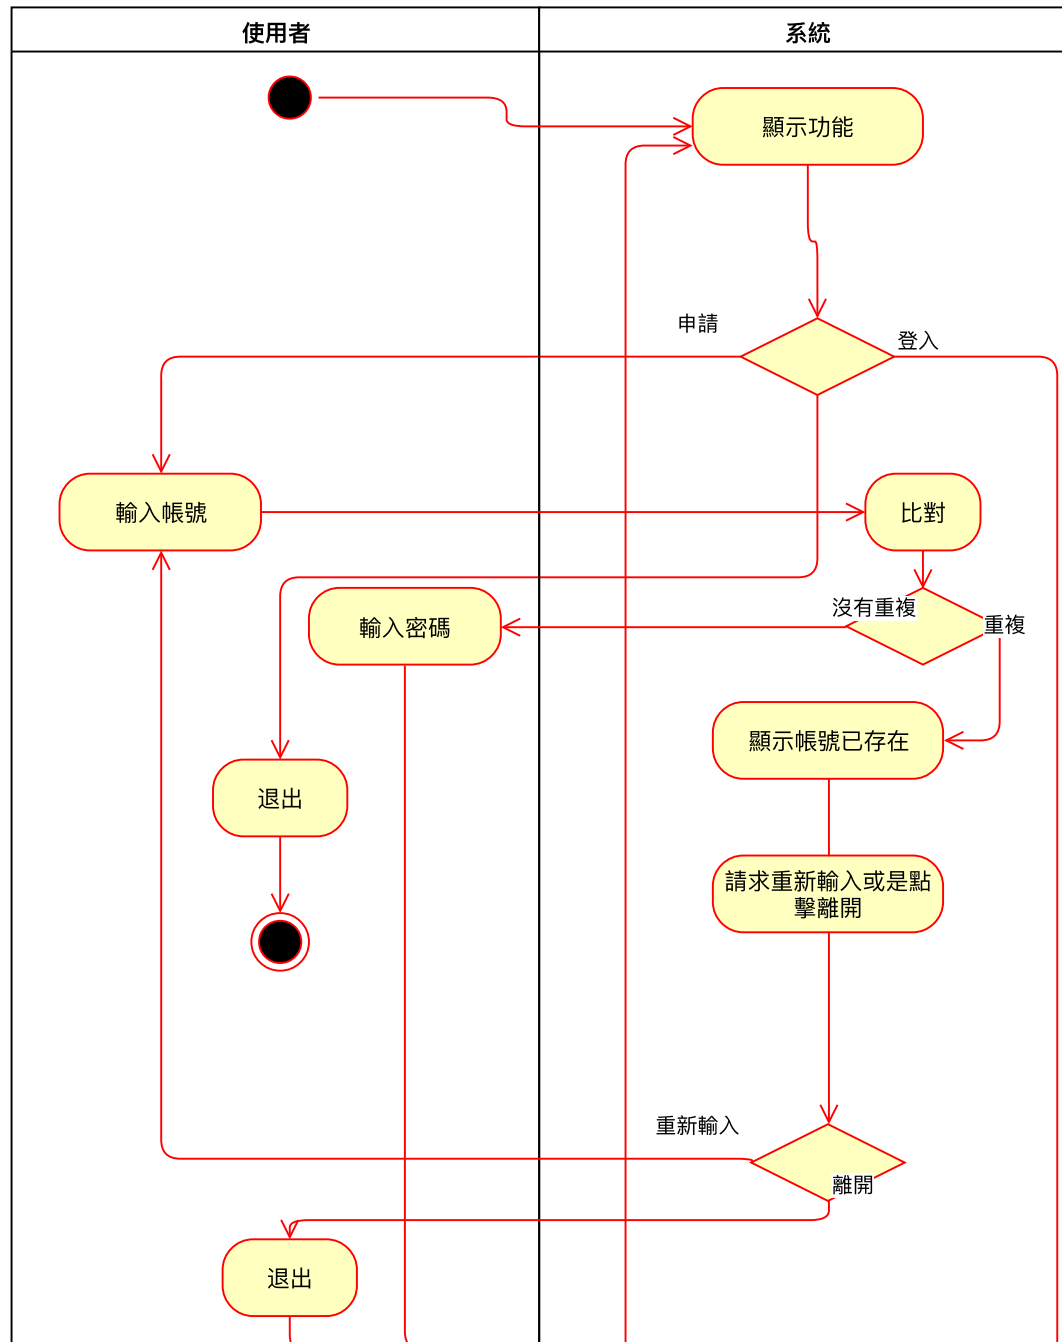 使用者
系統
顯示功能
申請
登入
輸入帳號
比對
沒有重複
重複
輸入密碼
顯示帳號已存在
退出
請求重新輸入或是點
擊離開
重新輸入
離開
退出